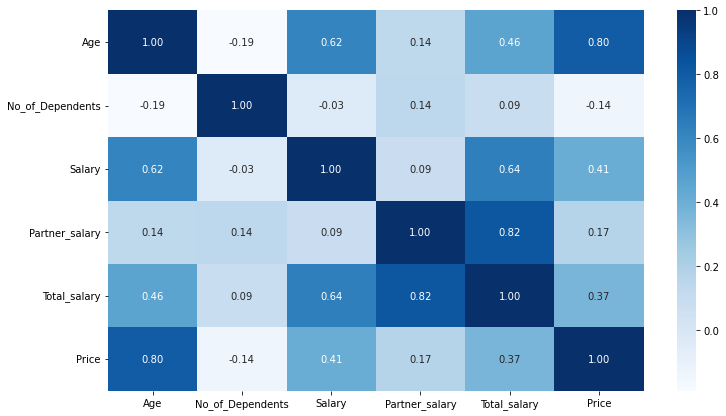 Age 1.00 -0.19 0.62 0.14 0.46 0.80
No_of_Dependents -0.19 1.00 -0.03 0.14 0.09 -0.14
Salary 0.62 -0.03 1.00 0.09 0.64 0.41
Partner_salary 0.14 0.14 0.09 1.00 0.82 0.17
Total_salary 0.46 0.09 0.64 0.82 1.00 0.37
Price 0.80 -0.14 0.41 0.17 0.37 1.00
Age No_of_Dependents Salary Partner_salary Total_salary Price
1.0
0.8
0.6
0.4
0.2
0.0